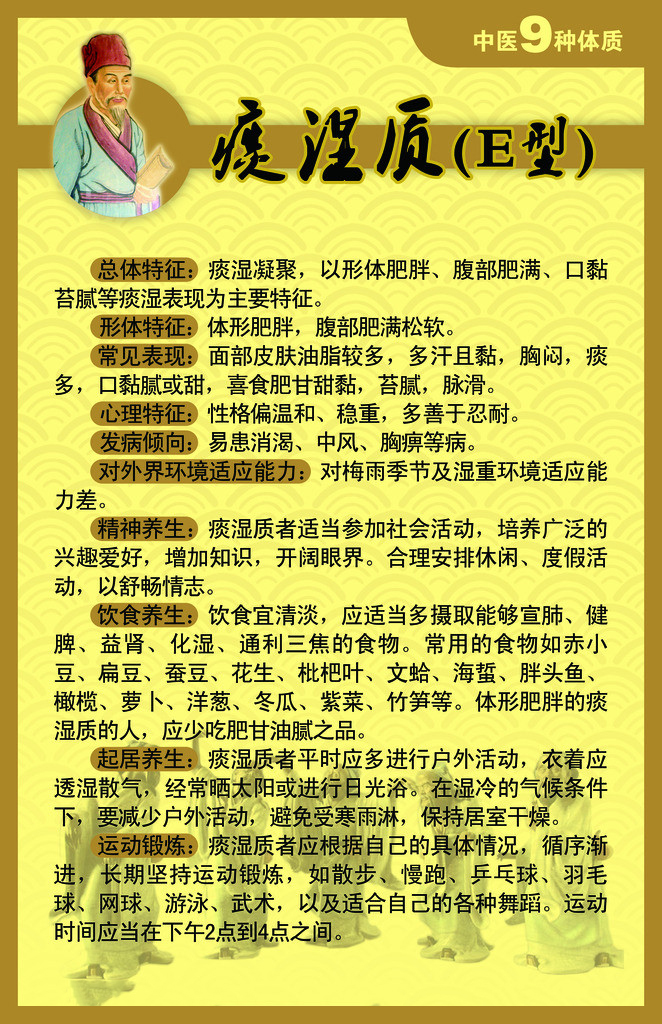 中医9种体质
痰湿质(E型)
总体特征：痰湿凝聚，以形体肥胖、腹部肥满、口黏
苔腻等痰湿表现为主要特征。
形体特征：体形肥胖，腹部肥满松软。
常见表现：面部皮肤油脂较多，多汗且黏，胸闷，痰
多，口黏腻或甜，喜食肥甘甜黏，苔腻，脉滑。
心理特征：性格偏温和、稳重，多善于忍耐。
发病倾向：易患消渴、中风、胸痹等病。
对外界环境适应能力：对梅雨季节及湿重环境适应能
力差。
精神养生：痰湿质者适当参加社会活动，培养广泛的
兴趣爱好，增加知识，开阔眼界。合理安排休闲、度假活
动，以舒畅情志。
饮食养生：饮食宜清淡，应适当多摄取能够宣肺、健
脾、益肾、化湿、通利三焦的食物。常用的食物如赤小
豆、扁豆、蚕豆、花生、枇杷叶、文蛤、海蜇、胖头鱼、
橄榄、萝卜、洋葱、冬瓜、紫菜、竹笋等。体形肥胖的痰
湿质的人，应少吃肥甘油腻之品。
起居养生：痰湿质者平时应多进行户外活动，衣着应
透湿散气，经常晒太阳或进行日光浴。在湿冷的气候条件
下，要减少户外活动，避免受寒雨淋，保持居室干燥。
运动锻炼：痰湿质者应根据自己的具体情况，循序渐
进，长期坚持运动锻炼，如散步、慢跑、乒乓球、羽毛
球、网球、游泳、武术，以及适合自己的各种舞蹈。运动
时间应当在下午2点到4点之间。